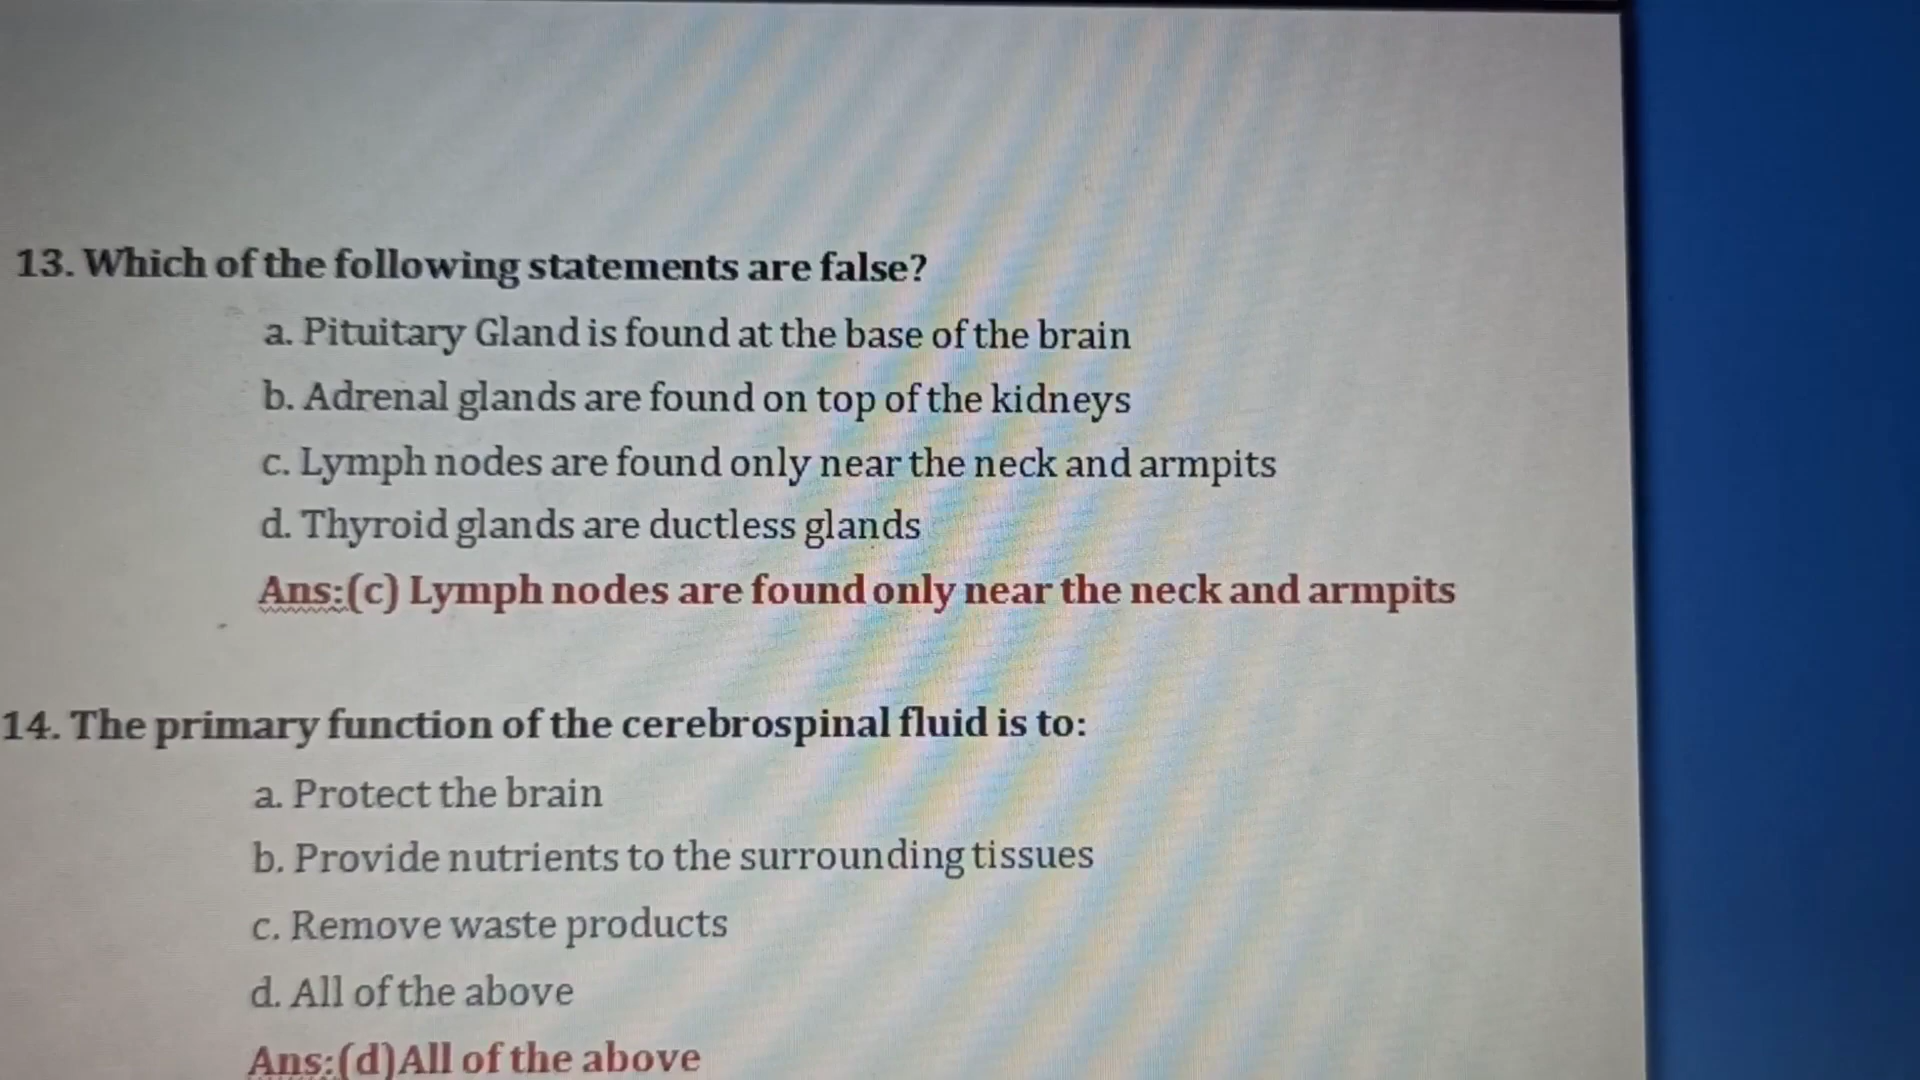 13. Which of the following statements are false?
a. Pituitary Gland is found at the base of the brain
b. Adrenal glands are found on top of the kidneys
c. Lymph nodes are found only near the neck and armpits
d. Thyroid glands are ductless glands
Ans:(c) Lymph nodes are found only near the neck and armpits
14. The primary function of the cerebrospinal fluid is to:
a. Protect the brain
b. Provide nutrients to the surrounding tissues
c. Remove waste products
d. All of the above
Ans:(d)All of the above